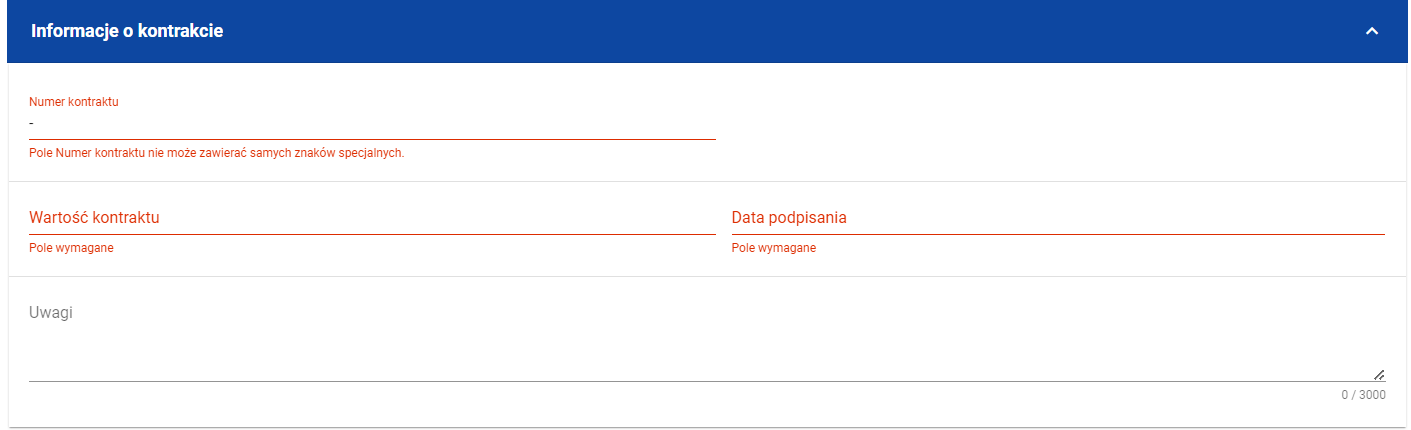 Informacje o kontrakcie
Numer kontraktu
-
Pole Numer kontraktu nie może zawierać samych znaków specjalnych.
Wartość kontraktu
Data podpisania
Pole wymagane
Pole wymagane
Uwagi
0 / 3000